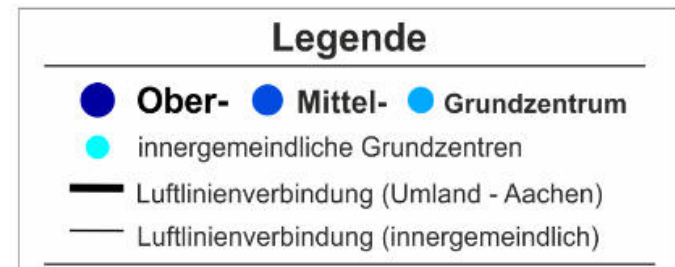 Legende
Ober- Mittel- Grundzentrum
innergemeindliche Grundzentren
Luftlinienverbindung (Umland - Aachen)
Luftlinienverbindung (innergemeindlich)